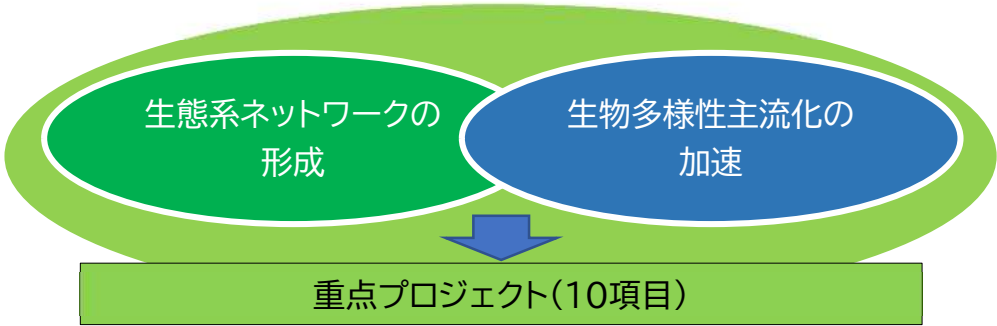 生態系ネットワークの
形成
生物多様性主流化の
加速
重点プロジェクト(10項目)